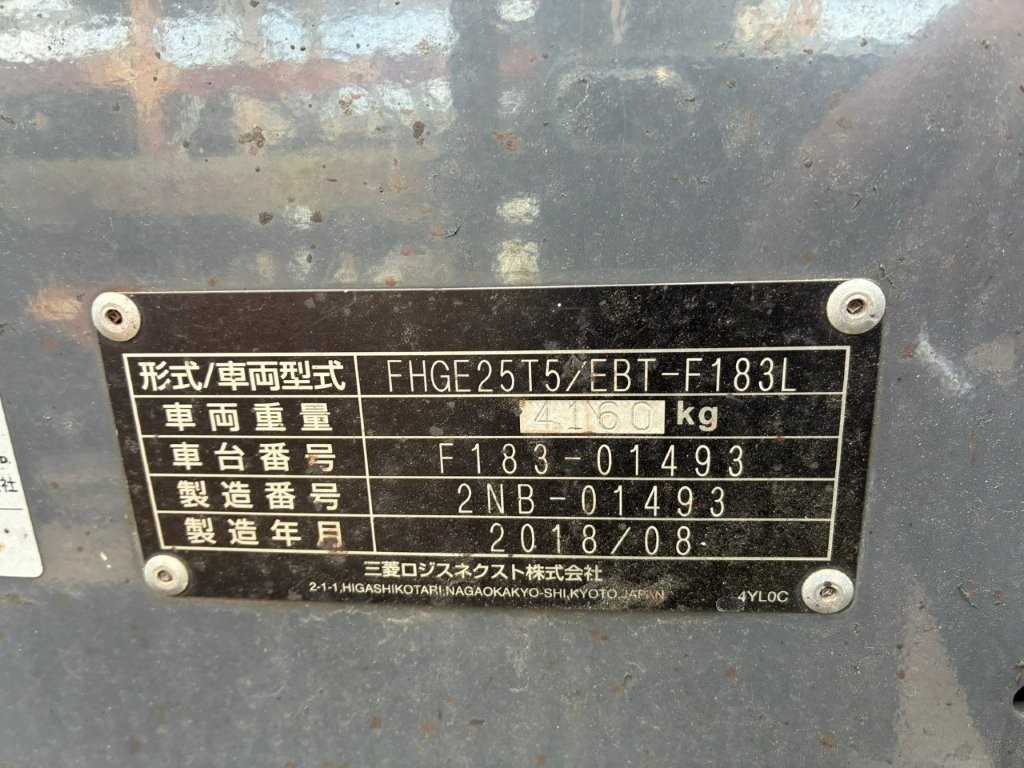 形式/車両型式 FHGE25T5/EBT-F183L
車両重量 4160 kg
車台番号 F183-01493
製造番号 2NB-01493
製造年月 2018/08
三菱ロジスネクスト株式会社
2-1-1,HIGASHIKOTARI,NAGAOKAKYO-SHI,KYOTO,JAPAN 4YL0C
D.
社